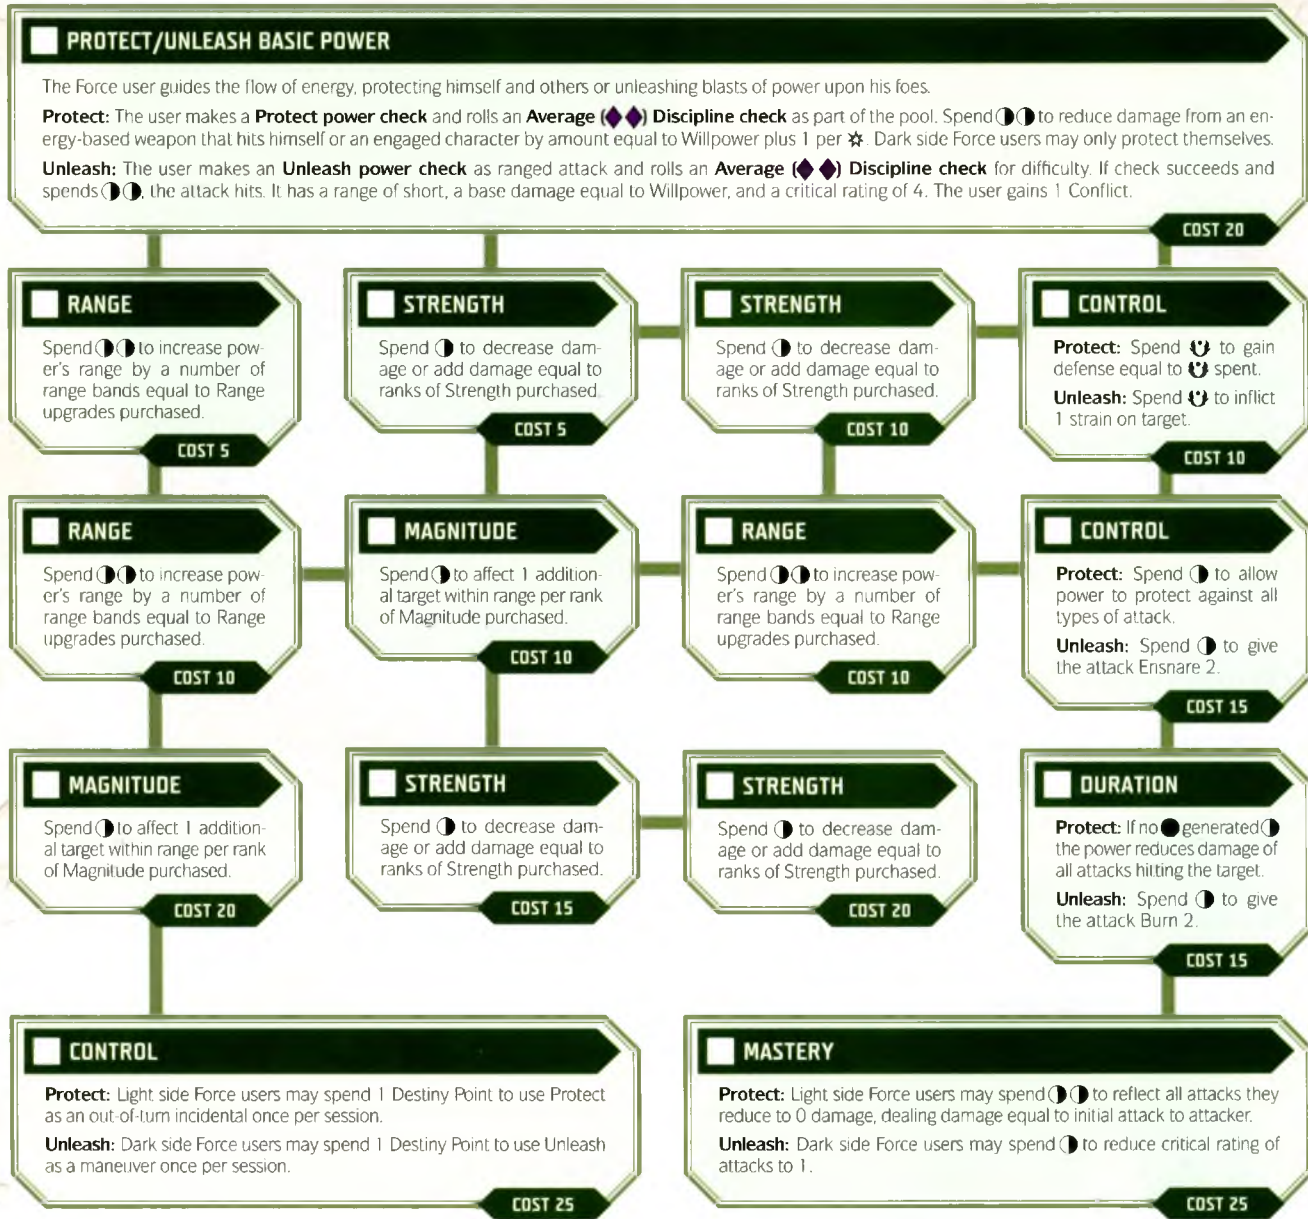 PROTECT/UNLEASH BASIC POWER
The Force user guides the flow of energy, protecting himself and others or unleashing blasts of power upon his foes.
Protect: The user makes a Protect power check and rolls an Average (◆◆) Discipline check as part of the pool. Spend ◑◑ to reduce damage from an en-
ergy-based weapon that hits himself or an engaged character by amount equal to Willpower plus 1 per ☼. Dark side Force users may only protect themselves.
Unleash: The user makes an Unleash power check as ranged attack and rolls an Average (◆◆) Discipline check for difficulty. If check succeeds and
spends ◑◑, the attack hits. It has a range of short, a base damage equal to Willpower, and a critical rating of 4. The user gains 1 Conflict.
COST 20
RANGE
Spend ◑◑ to increase pow-
er's range by a number of
range bands equal to Range
upgrades purchased.
COST 5
STRENGTH
Spend ◑ to decrease dam-
age or add damage equal to
ranks of Strength purchased.
COST 5
STRENGTH
Spend ◑ to decrease dam-
age or add damage equal to
ranks of Strength purchased.
COST 10
CONTROL
Protect: Spend to gain
defense equal to spent.
Unleash: Spend to inflict
1 strain on target.
COST 10
RANGE
Spend ◑◑ to increase pow-
er's range by a number of
range bands equal to Range
upgrades purchased.
COST 10
MAGNITUDE
Spend ◑ to affect 1 addition-
al target within range per rank
of Magnitude purchased.
COST 10
RANGE
Spend ◑◑ to increase pow-
er's range by a number of
range bands equal to Range
upgrades purchased.
COST 10
CONTROL
Protect: Spend ◑ to allow
power to protect against all
types of attack.
Unleash: Spend ◑ to give
the attack Ensnare 2.
COST 15
MAGNITUDE
Spend ◑ to affect 1 addition-
al target within range per rank
of Magnitude purchased.
COST 20
STRENGTH
Spend ◑ to decrease dam-
age or add damage equal to
ranks of Strength purchased.
COST 15
STRENGTH
Spend ◑ to decrease dam-
age or add damage equal to
ranks of Strength purchased.
COST 20
DURATION
Protect: If no ● generated ◑
the power reduces damage of
all attacks hitting the target.
Unleash: Spend ◑ to give
the attack Burn 2.
COST 15
CONTROL
Protect: Light side Force users may spend 1 Destiny Point to use Protect
as an out-of-turn incidental once per session.
Unleash: Dark side Force users may spend 1 Destiny Point to use Unleash
as a maneuver once per session.
COST 25
MASTERY
Protect: Light side Force users may spend ◑◑ to reflect all attacks they
reduce to 0 damage, dealing damage equal to initial attack to attacker.
Unleash: Dark side Force users may spend ◑ to reduce critical rating of
attacks to 1.
COST 25